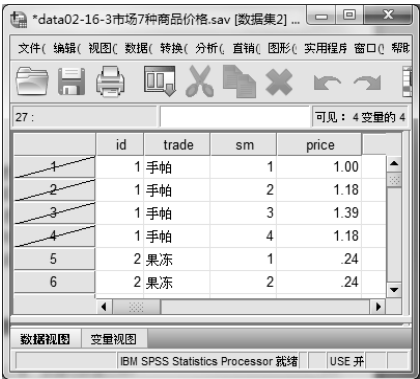 *data02-16-3市场7种商品价格.sav [数据集2] ...
文件( 编辑( 视图( 数据( 转换( 分析( 直销( 图形( 实用程序 窗口( 帮助
27 : 可见： 4 变量的 4
id trade sm price
1 1 手帕 1 1.00
2 1 手帕 2 1.18
3 1 手帕 3 1.39
4 1 手帕 4 1.18
5 2 果冻 1 .24
6 2 果冻 2 .24
数据视图 变量视图
IBM SPSS Statistics Processor 就绪 USE 开